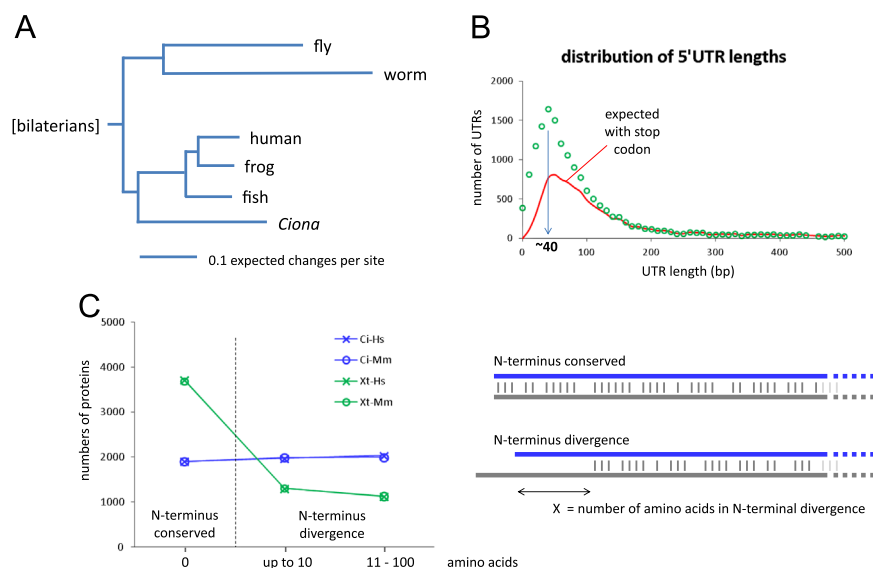 A
fly
worm
[bilaterians]
human
frog
fish
Ciona
0.1 expected changes per site
B
distribution of 5'UTR lengths
2000
1500
1000
500
0
number of UTRs
expected
with stop
codon
~40
0
100
200
300
400
500
UTR length (bp)
C
5000
4000
3000
2000
1000
0
numbers of proteins
Ci-Hs
Ci-Mm
Xt-Hs
Xt-Mm
N-terminus
conserved
N-terminus
divergence
0
up to 10
11 - 100
amino acids
N-terminus conserved
N-terminus divergence
X = number of amino acids in N-terminal divergence